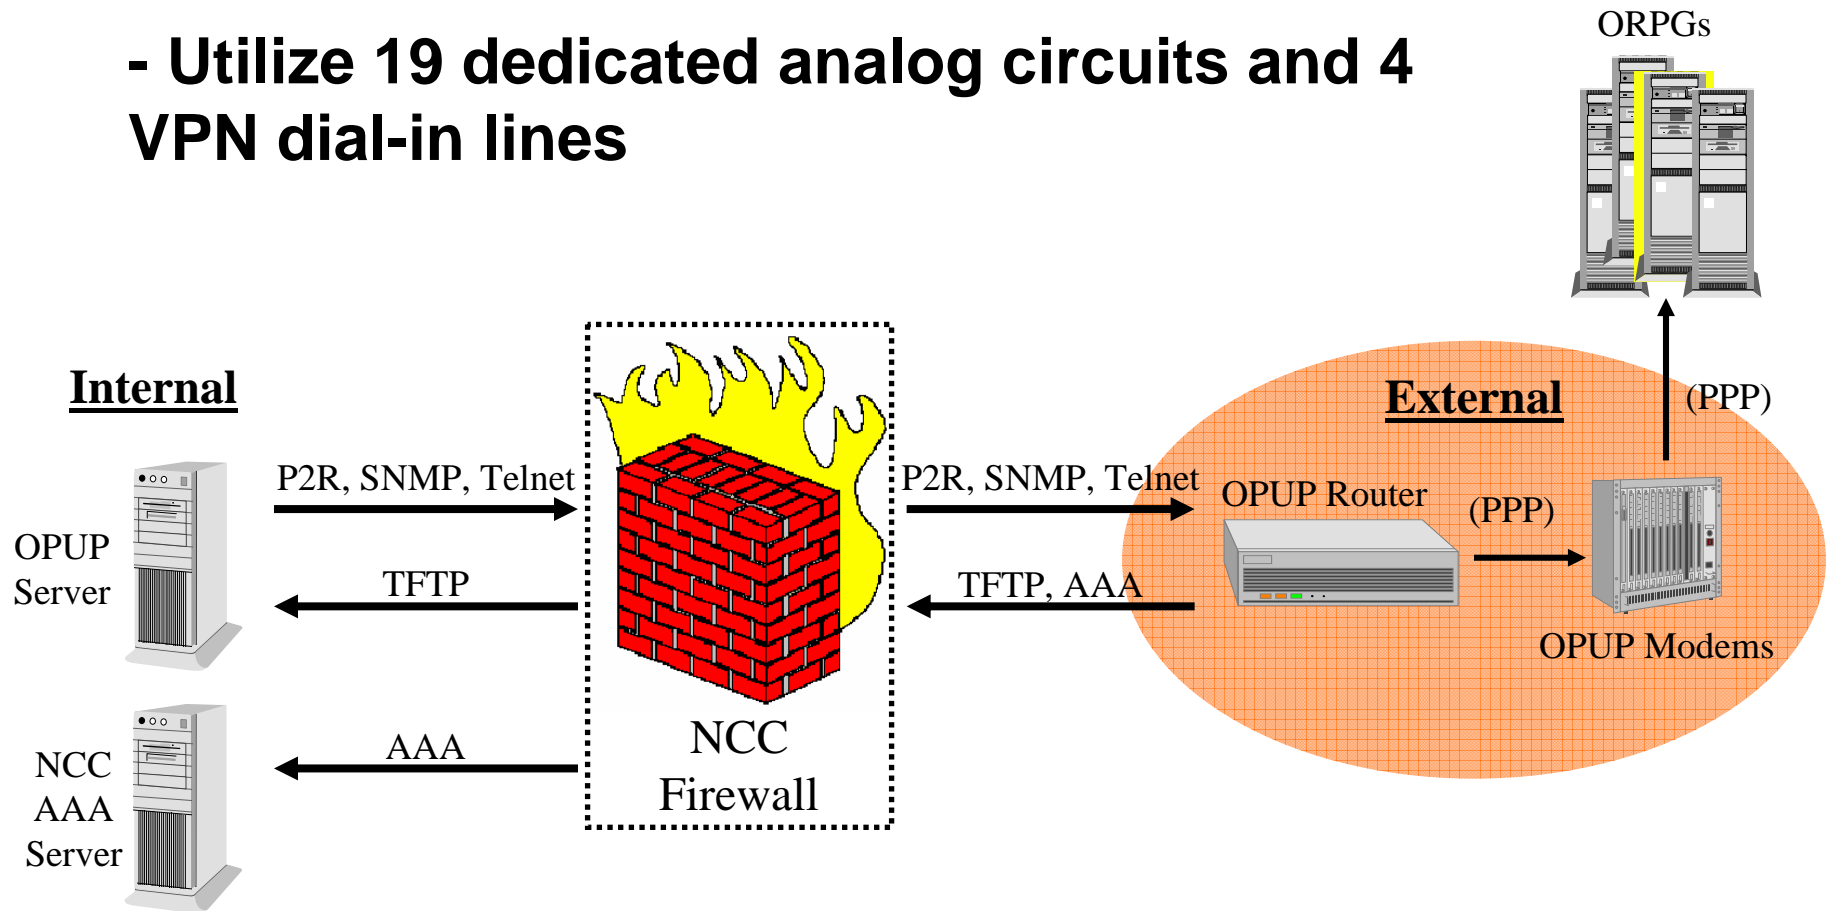 - Utilize 19 dedicated analog circuits and 4
VPN dial-in lines
ORPGs
Internal
External
(PPP)
P2R, SNMP, Telnet
P2R, SNMP, Telnet
OPUP Router
(PPP)
OPUP
Server
TFTP
TFTP, AAA
OPUP Modems
NCC
AAA
Server
AAA
NCC
Firewall